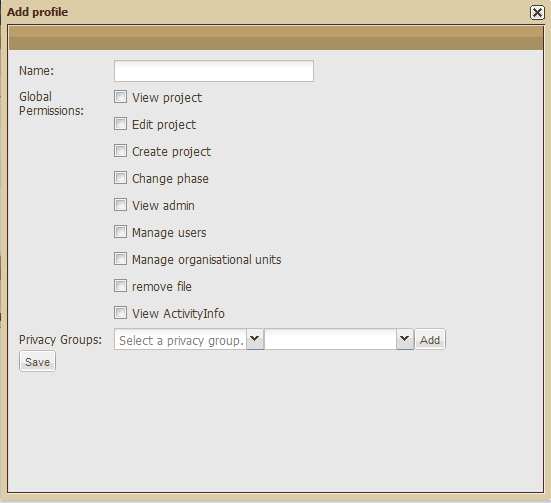 Add profile
Name:
Global
Permissions:
View project
Edit project
Create project
Change phase
View admin
Manage users
Manage organisational units
remove file
View ActivityInfo
Privacy Groups: Select a privacy group. Add
Save